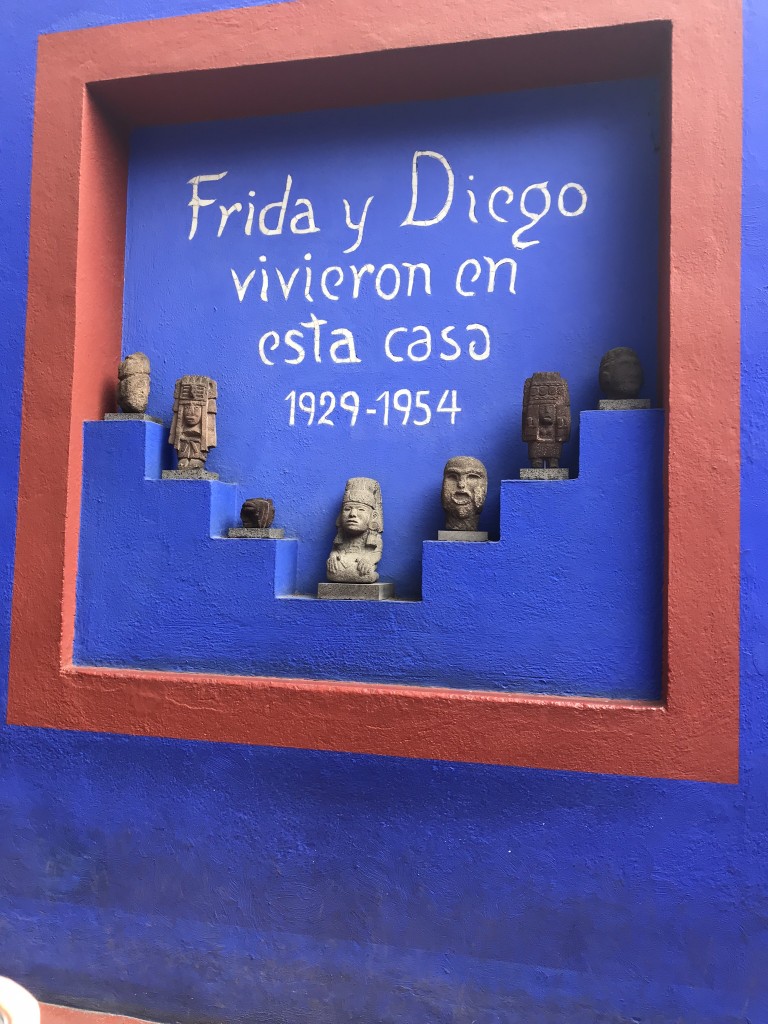 Frida y Diego
vivieron en
esta casa
1929-1954